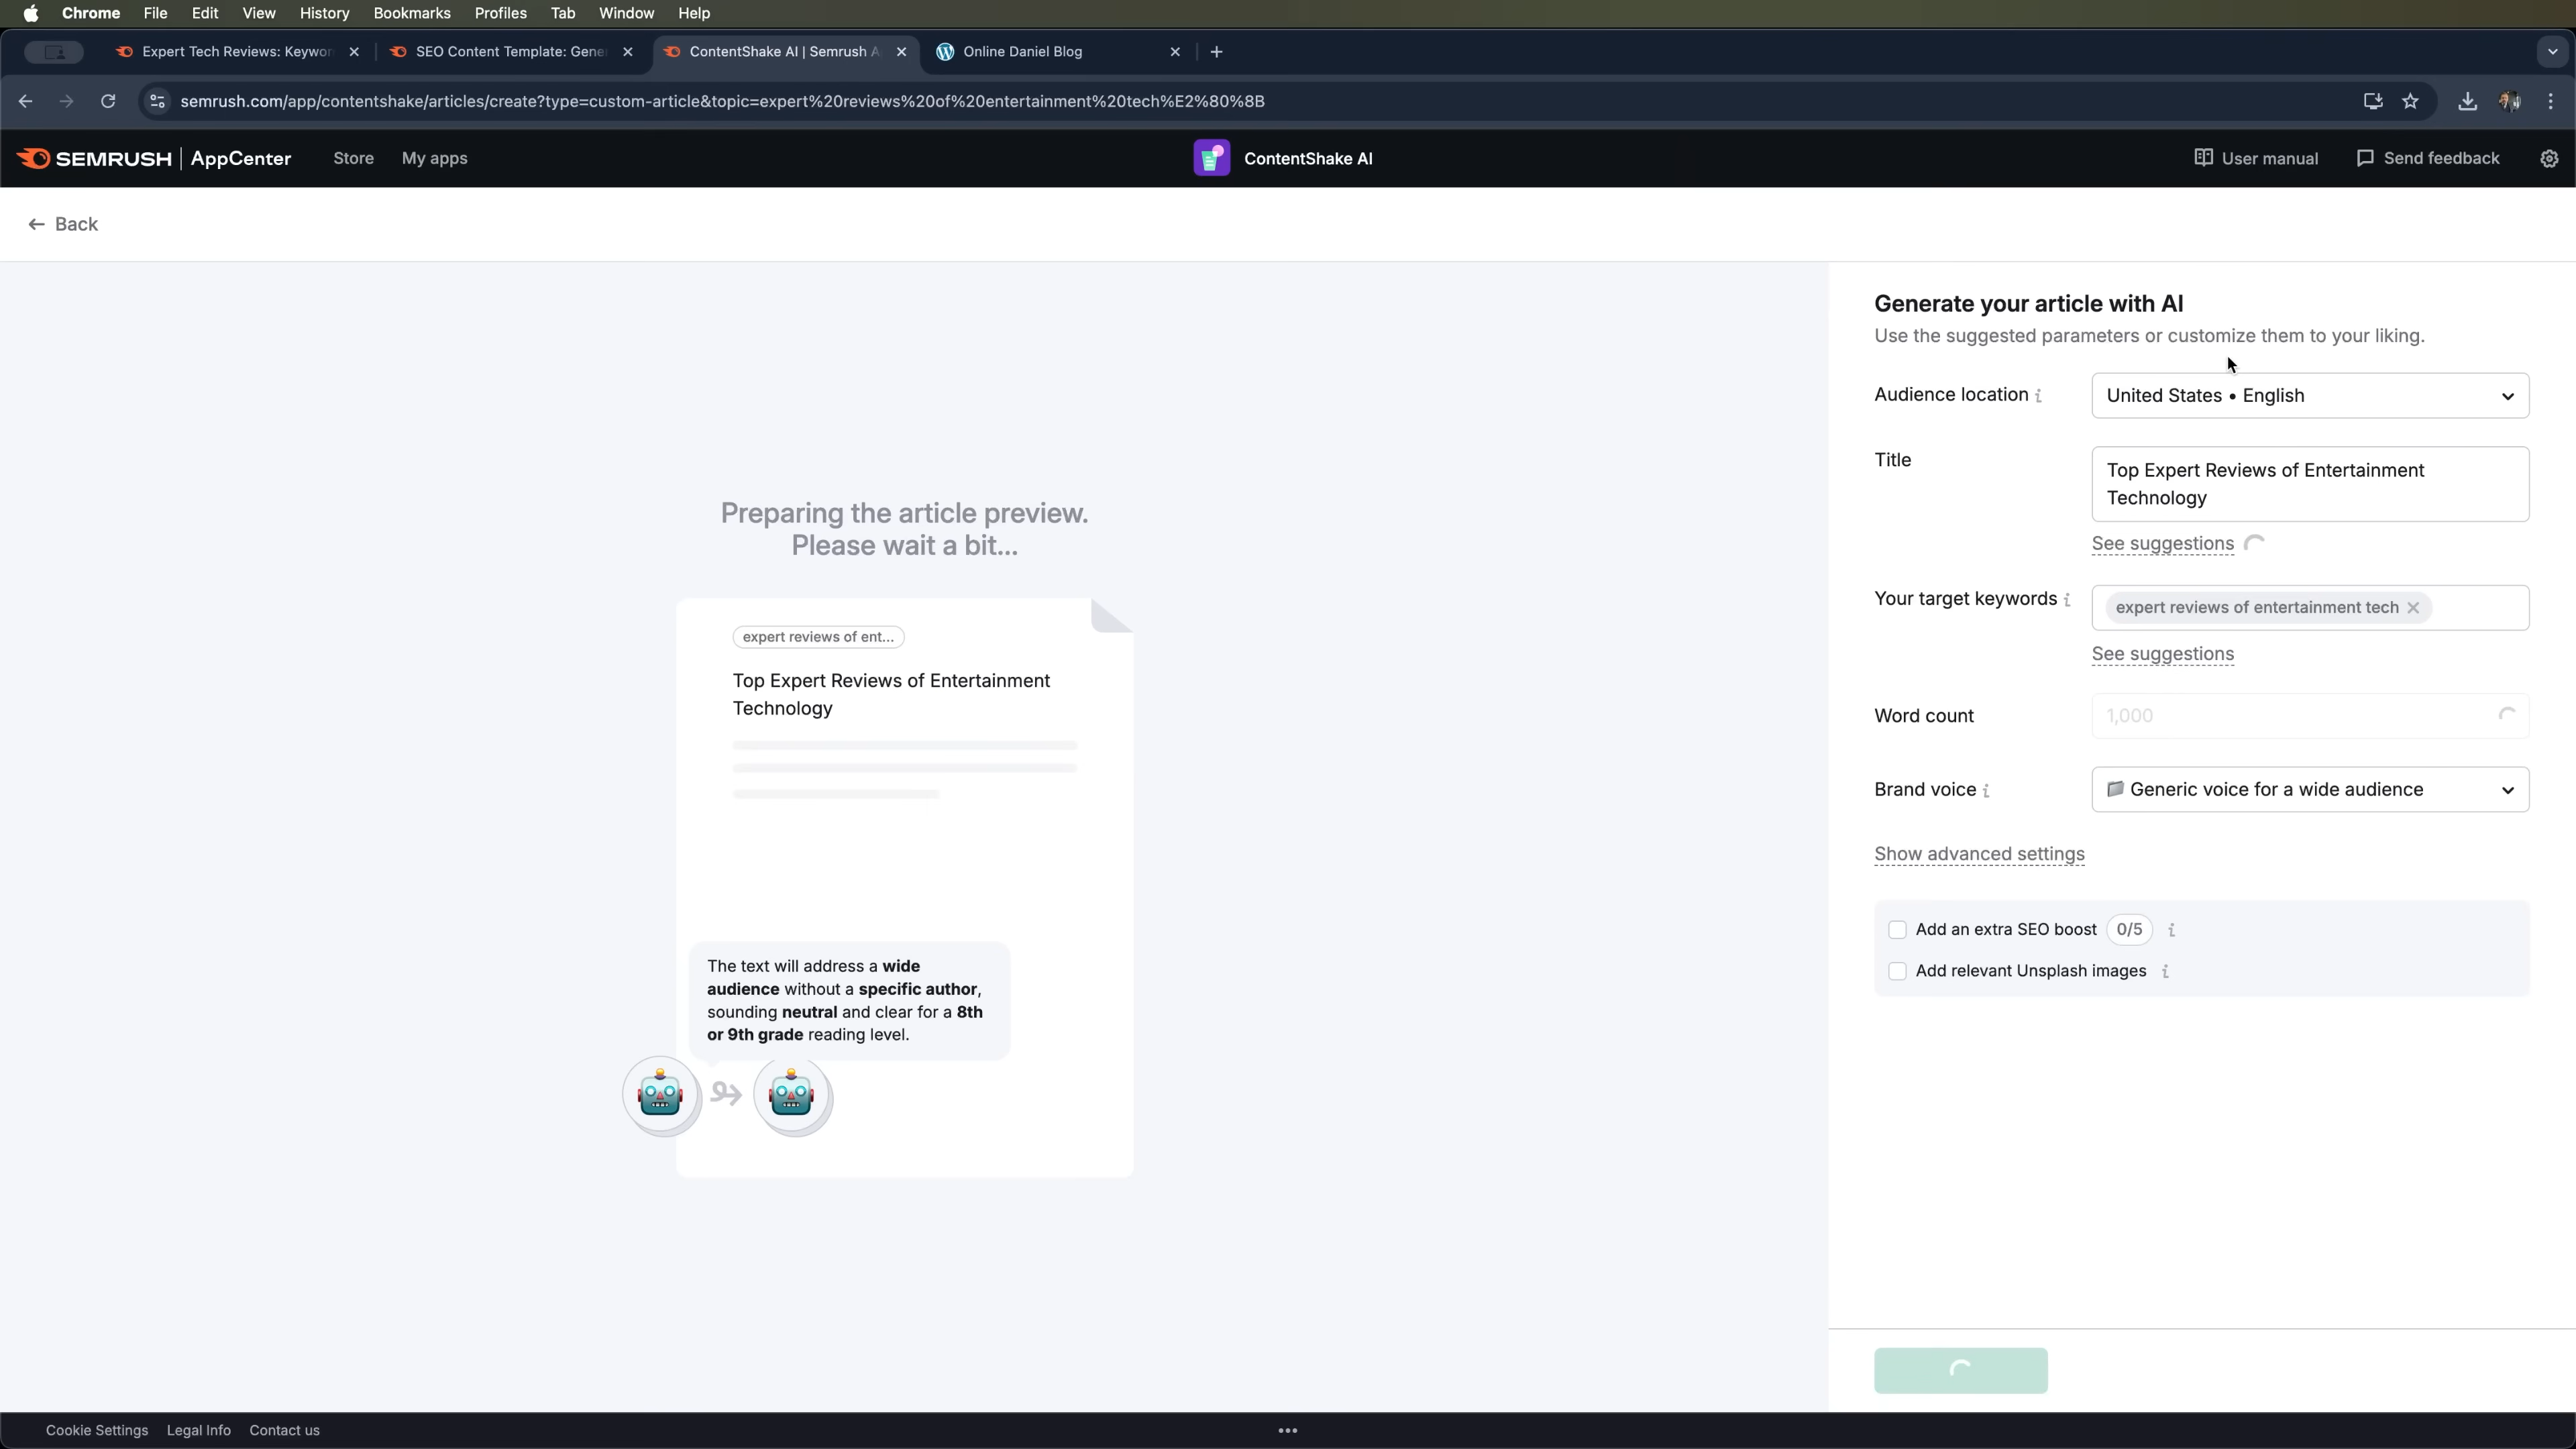 Chrome File Edit View History Bookmarks Profiles Tab Window Help
Expert Tech Reviews: Keywor
SEO Content Template: Gene
ContentShake AI | Semrush A
Online Daniel Blog
semrush.com/app/contentshake/articles/create?type=custom-article&topic=expert%20reviews%20of%20entertainment%20tech%E2%80%8B
SEMRUSH AppCenter Store My apps
ContentShake AI
User manual Send feedback
Back
Generate your article with AI
Use the suggested parameters or customize them to your liking.
Audience location
United States • English
Title
Top Expert Reviews of Entertainment
Technology
See suggestions
Your target keywords
expert reviews of entertainment tech
See suggestions
Word count
1,000
Brand voice
Generic voice for a wide audience
Show advanced settings
Add an extra SEO boost 0/5
Add relevant Unsplash images
Preparing the article preview.
Please wait a bit...
expert reviews of ent...
Top Expert Reviews of Entertainment
Technology
The text will address a wide
audience without a specific author,
sounding neutral and clear for a 8th
or 9th grade reading level.
Cookie Settings Legal Info Contact us